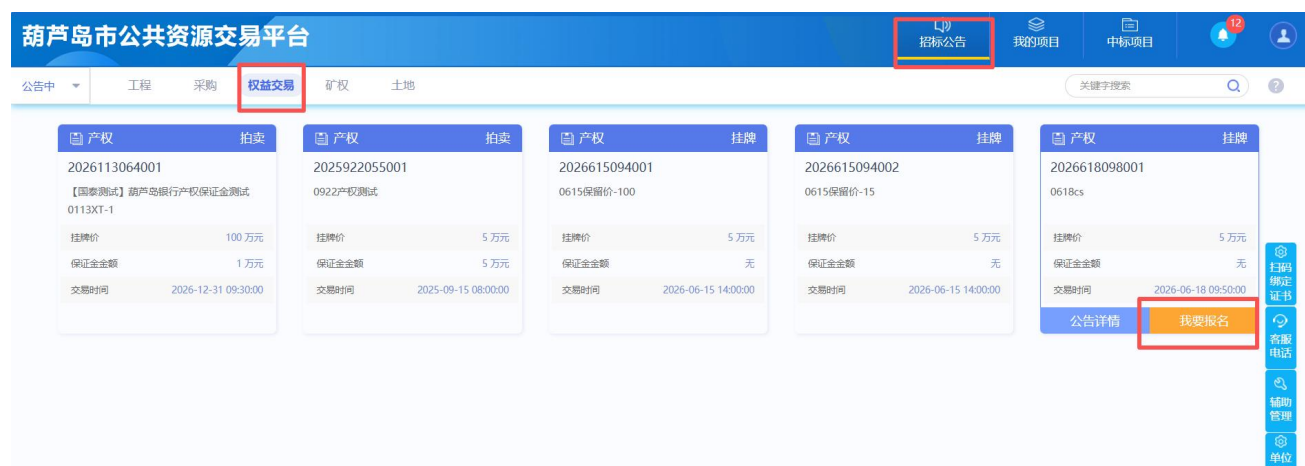 葫芦岛市公共资源交易平台
招标公告 我的项目 中标项目 12
公告中 工程 采购 权益交易 矿权 土地 关键字搜索 ?
产权 拍卖
2026113064001
【国泰测试】葫芦岛银行产权保证金测试
0113XT-1
挂牌价 100 万元
保证金金额 1 万元
交易时间 2026-12-31 09:30:00
产权 拍卖
2025922055001
0922产权测试
挂牌价 5 万元
保证金金额 5 万元
交易时间 2025-09-15 08:00:00
产权 挂牌
2026615094001
0615保留价-100
挂牌价 5 万元
保证金金额 无
交易时间 2026-06-15 14:00:00
产权 挂牌
2026615094002
0615保留价-15
挂牌价 5 万元
保证金金额 无
交易时间 2026-06-15 14:00:00
产权 挂牌
2026618098001
0618cs
挂牌价 5 万元
保证金金额 无
交易时间 2026-06-18 09:50:00
公告详情 我要报名
扫码
绑定
证书
客服
电话
辅助
管理
单位